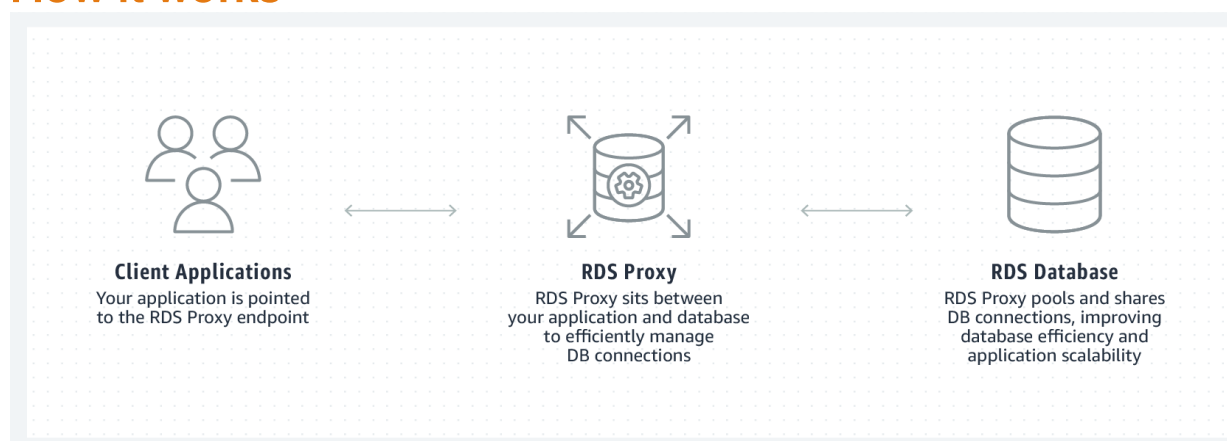 How it works
Client Applications
Your application is pointed
to the RDS Proxy endpoint
RDS Proxy
RDS Proxy sits between
your application and database
to efficiently manage
DB connections
RDS Database
RDS Proxy pools and shares
DB connections, improving
database efficiency and
application scalability